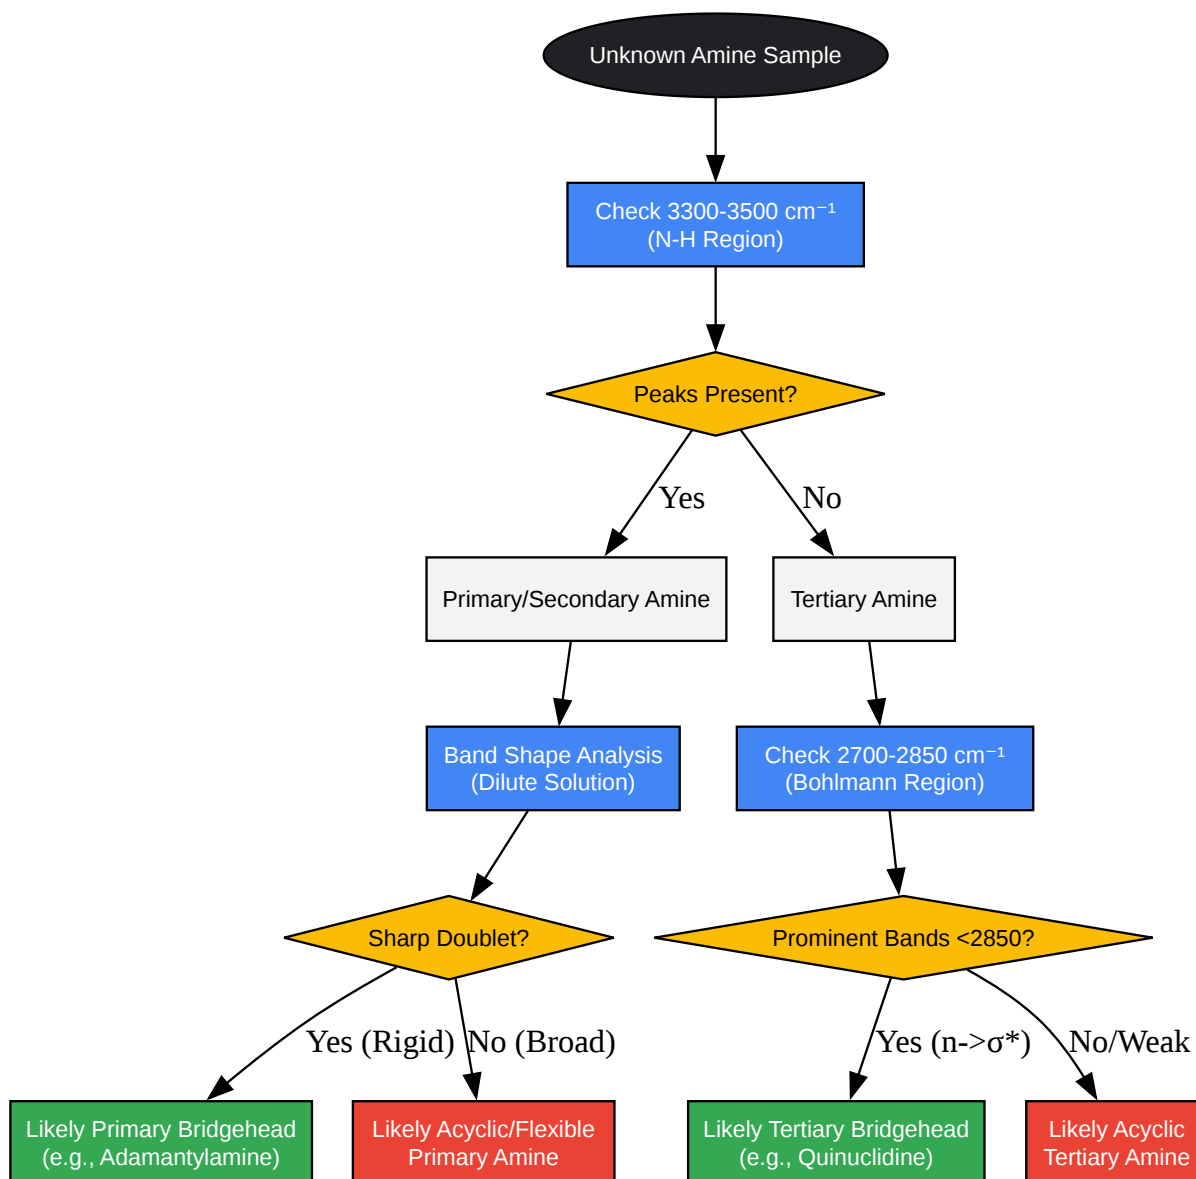 Unknown Amine Sample
Check 3300-3500 cm⁻¹
(N-H Region)
Peaks Present?
Yes
No
Primary/Secondary Amine
Tertiary Amine
Band Shape Analysis
(Dilute Solution)
Check 2700-2850 cm⁻¹
(Bohlmann Region)
Sharp Doublet?
Prominent Bands <2850?
Yes (Rigid)
No (Broad)
Yes (n->σ*)
No/Weak
Likely Primary Bridgehead
(e.g., Adamantylamine)
Likely Acyclic/Flexible
Primary Amine
Likely Tertiary Bridgehead
(e.g., Quinuclidine)
Likely Acyclic
Tertiary Amine